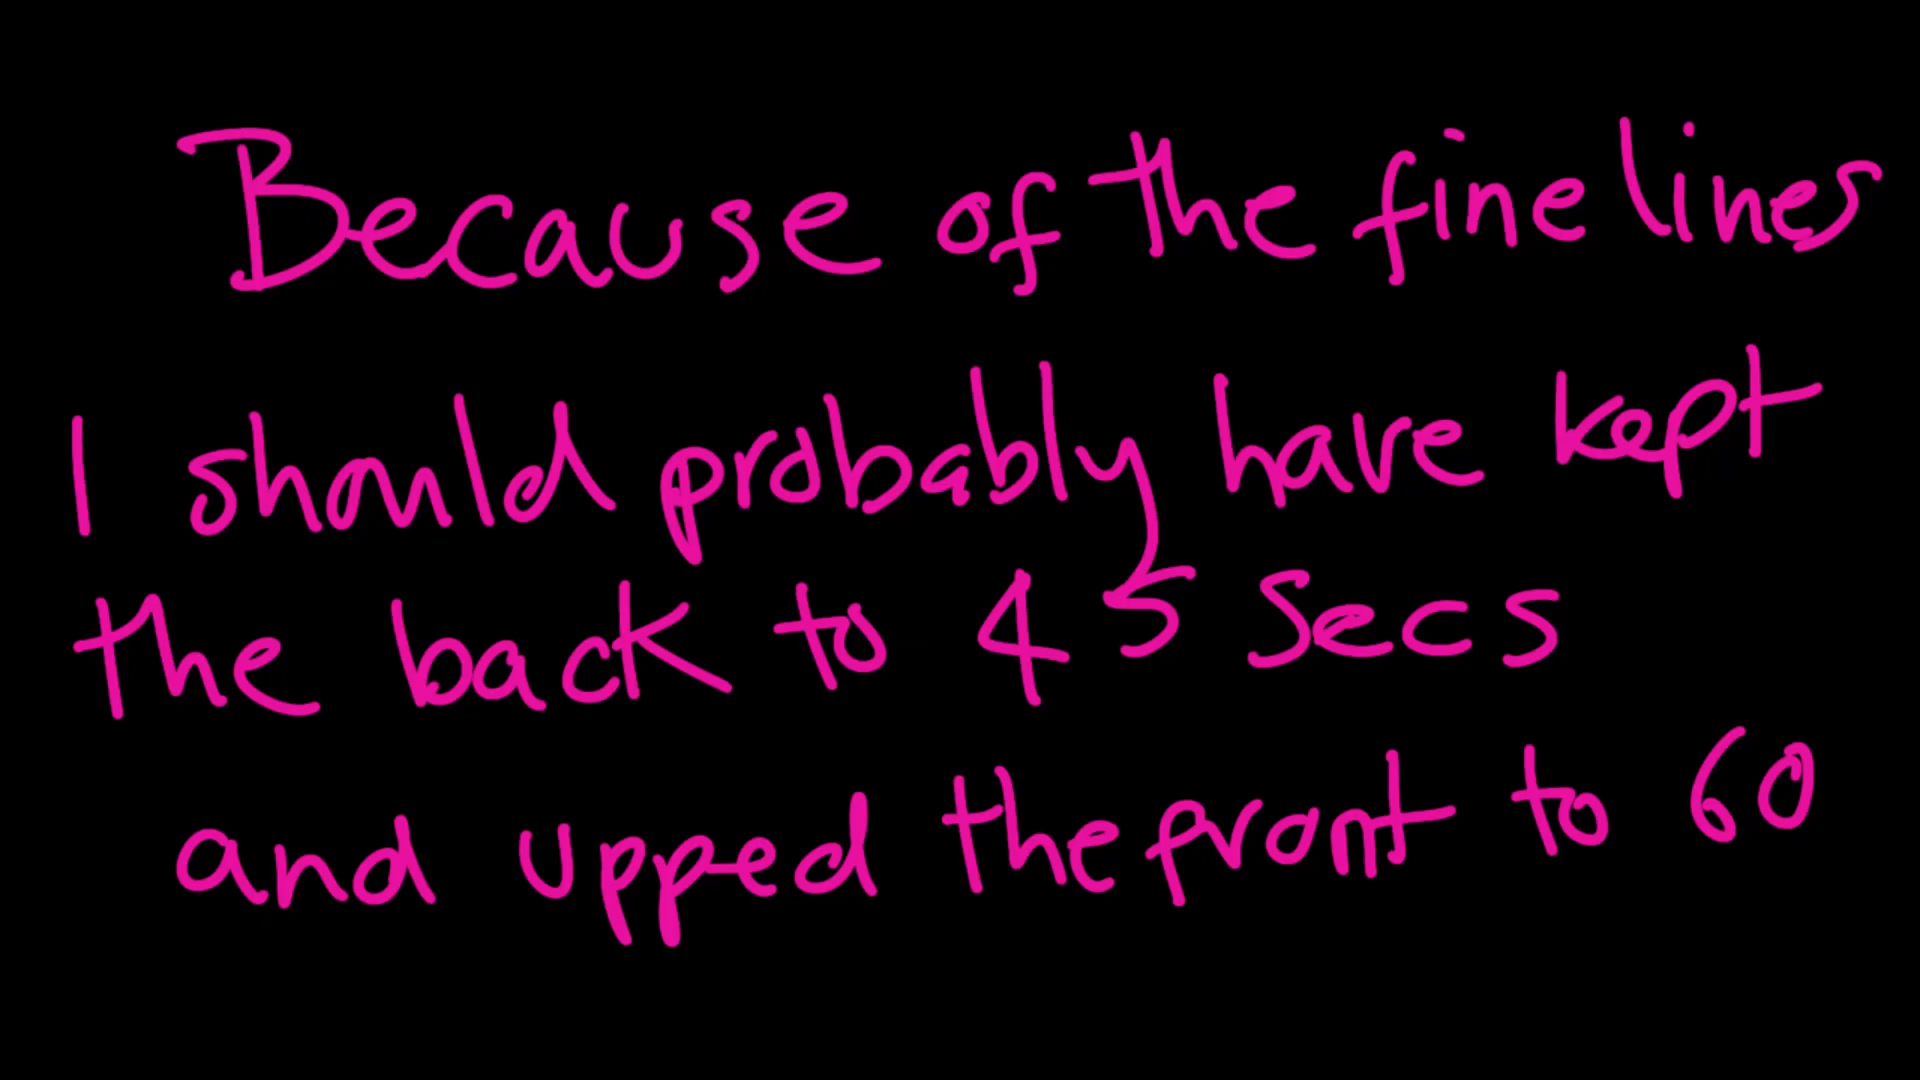 Because of the fine lines
I should probably have kept
the back to 45 secs
and upped the front to 60